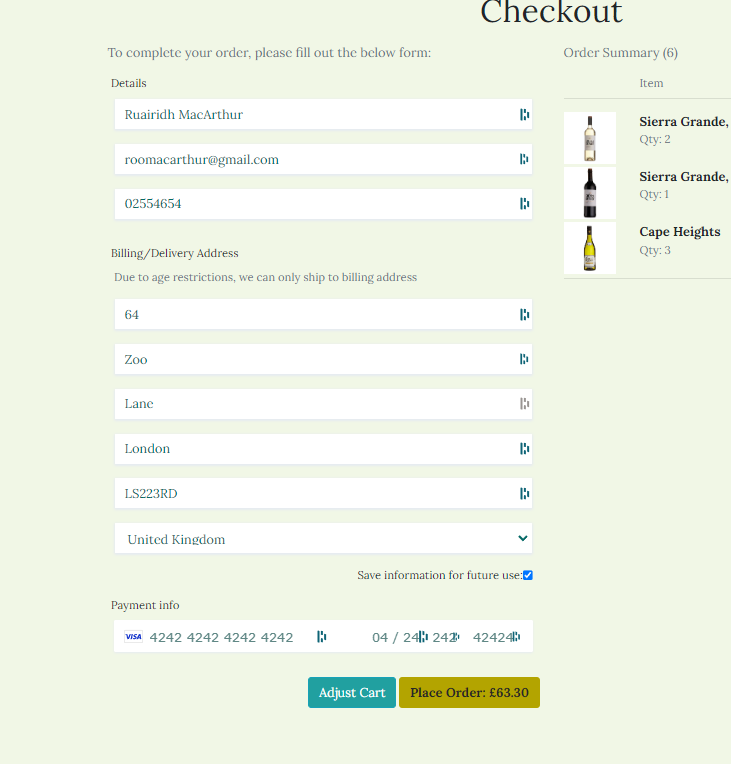 Checkout
To complete your order, please fill out the below form:
Details
Ruairidh MacArthur
roomacarthur@gmail.com
02554654
Billing/Delivery Address
Due to age restrictions, we can only ship to billing address
64
Zoo
Lane
London
LS223RD
United Kingdom
Save information for future use:
Payment info
VISA 4242 4242 4242 4242 04 / 24 242 42424
Adjust Cart Place Order: £63.30
Order Summary (6)
Item
Sierra Grande,
Qty: 2
Sierra Grande,
Qty: 1
Cape Heights
Qty: 3